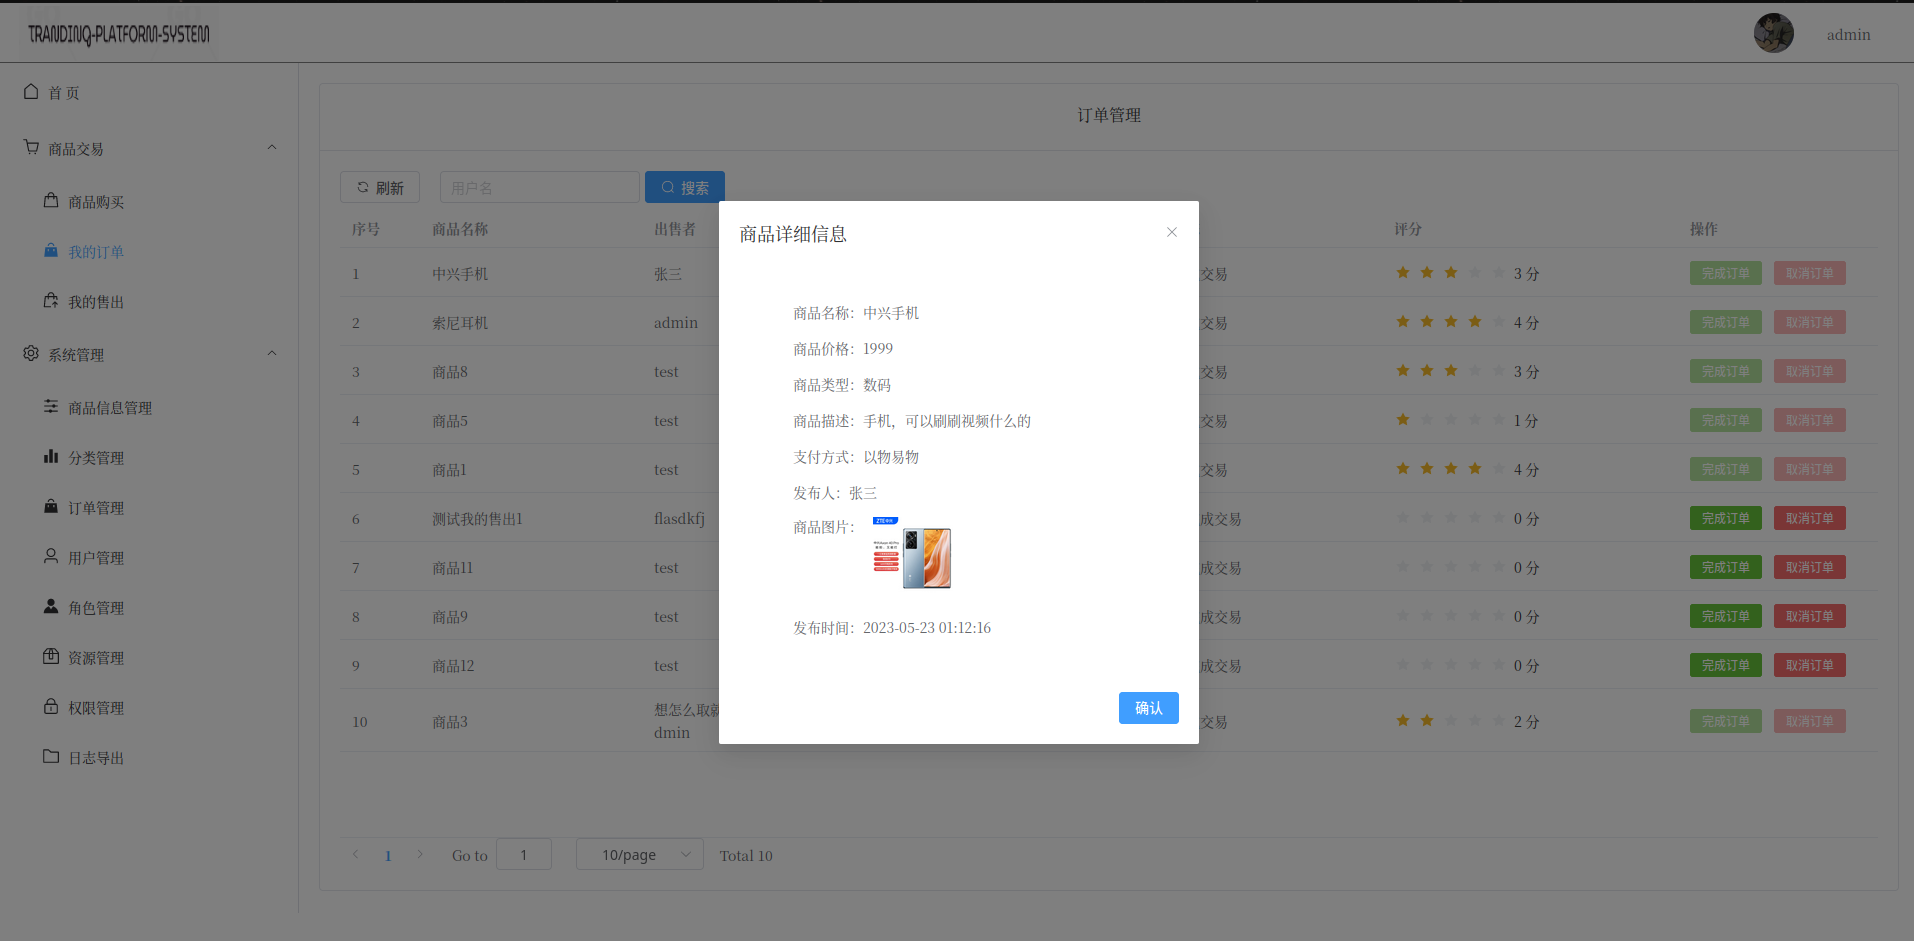 TRANDINQ-PLATFORM-SYSTEM
admin
首 页
商品交易
商品购买
我的订单
我的售出
系统管理
商品信息管理
分类管理
订单管理
用户管理
角色管理
资源管理
权限管理
日志导出
订单管理
刷新 用户名 搜索
序号 商品名称 出售者 评分 操作
1 中兴手机 张三 交易 3 分 完成订单 取消订单
2 索尼耳机 admin 交易 4 分 完成订单 取消订单
3 商品8 test 交易 3 分 完成订单 取消订单
4 商品5 test 交易 1 分 完成订单 取消订单
5 商品1 test 交易 4 分 完成订单 取消订单
6 测试我的售出1 flasdkfj 成交易 0 分 完成订单 取消订单
7 商品11 test 成交易 0 分 完成订单 取消订单
8 商品9 test 成交易 0 分 完成订单 取消订单
9 商品12 test 成交易 0 分 完成订单 取消订单
10 商品3 想怎么取就 交易 2 分 完成订单 取消订单
dmin
1 Go to 1 10/page Total 10
商品详细信息
商品名称：中兴手机
商品价格：1999
商品类型：数码
商品描述：手机，可以刷刷视频什么的
支付方式：以物易物
发布人：张三
商品图片：
ZTE中兴
发布时间：2023-05-23 01:12:16
确认